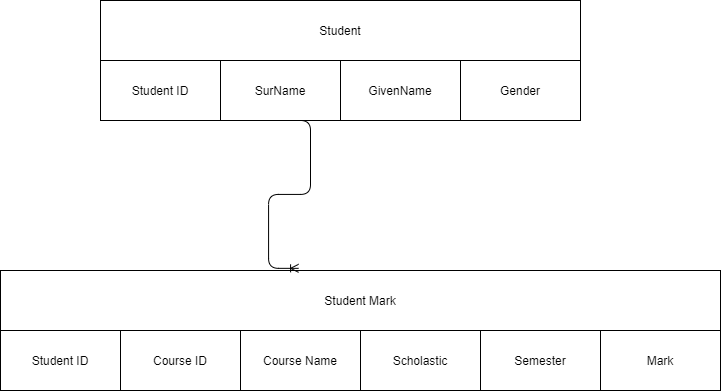 Student
Student ID
SurName
GivenName
Gender
Student Mark
Student ID
Course ID
Course Name
Scholastic
Semester
Mark